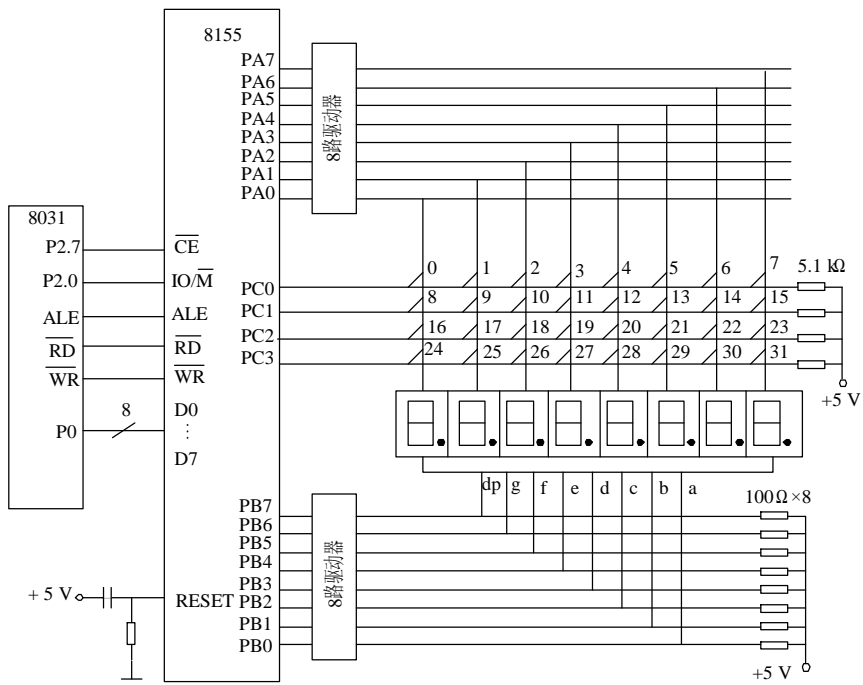 8155
PA7
PA6
PA5
PA4
PA3
PA2
PA1
PA0
8路驱动器
8031
P2.7
P2.0
ALE
RD
WR
P0
8
CE
IO/M
ALE
RD
WR
D0
⋮
D7
PC0
PC1
PC2
PC3
0 1 2 3 4 5 6 7
8 9 10 11 12 13 14 15
16 17 18 19 20 21 22 23
24 25 26 27 28 29 30 31
5.1 kΩ
+5 V
dp g f e d c b a
100Ω×8
PB7
PB6
PB5
PB4
PB3
PB2
PB1
PB0
8路驱动器
+5 V
RESET
+5 V